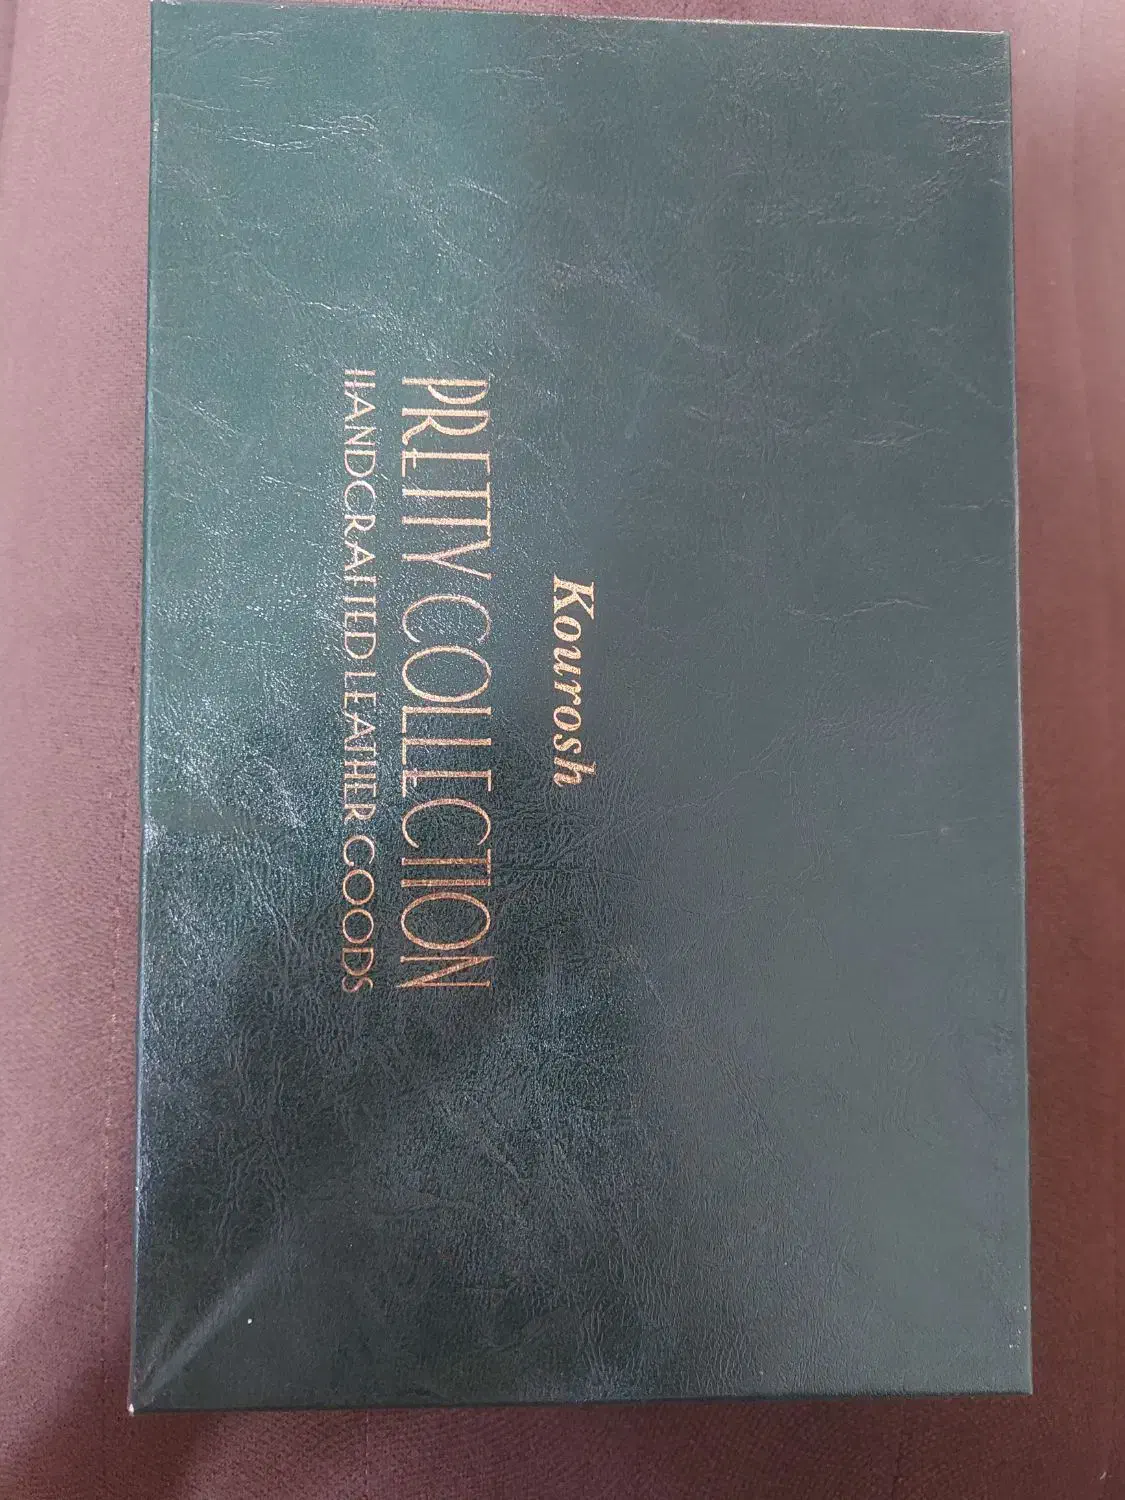 Kourosh
PRETTY COLLECTION
HANDCRAFTED LEATHER GOODS